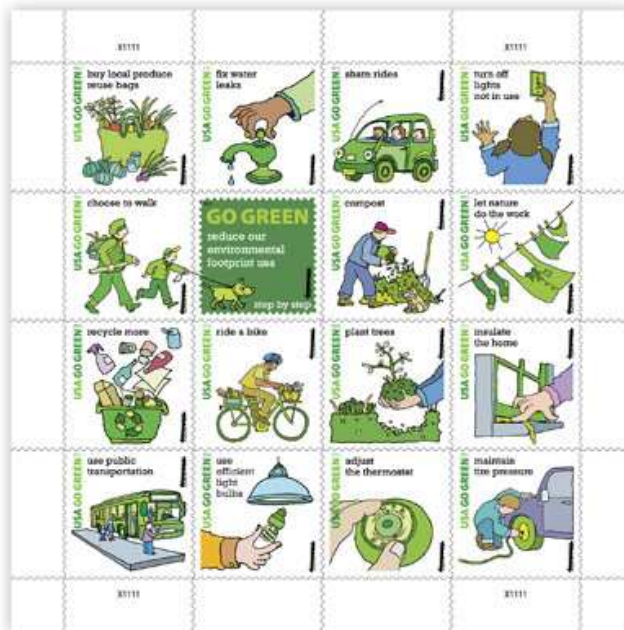 X1111
X1111
USA GO GREEN!
buy local produce
reuse bags
USA GO GREEN!
fix water
leaks
USA GO GREEN!
share rides
USA GO GREEN!
turn off
lights
not in use
USA GO GREEN!
choose to walk
GO GREEN
reduce our
environmental
footprint usa
step by step
USA GO GREEN!
compost
USA GO GREEN!
let nature
do the work
USA GO GREEN!
recycle more
USA GO GREEN!
ride a bike
USA GO GREEN!
plant trees
USA GO GREEN!
insulate
the home
USA GO GREEN!
use public
transportation
USA GO GREEN!
use
efficient
light
bulbs
USA GO GREEN!
adjust
the thermostat
USA GO GREEN!
maintain
tire pressure
X1111
X1111